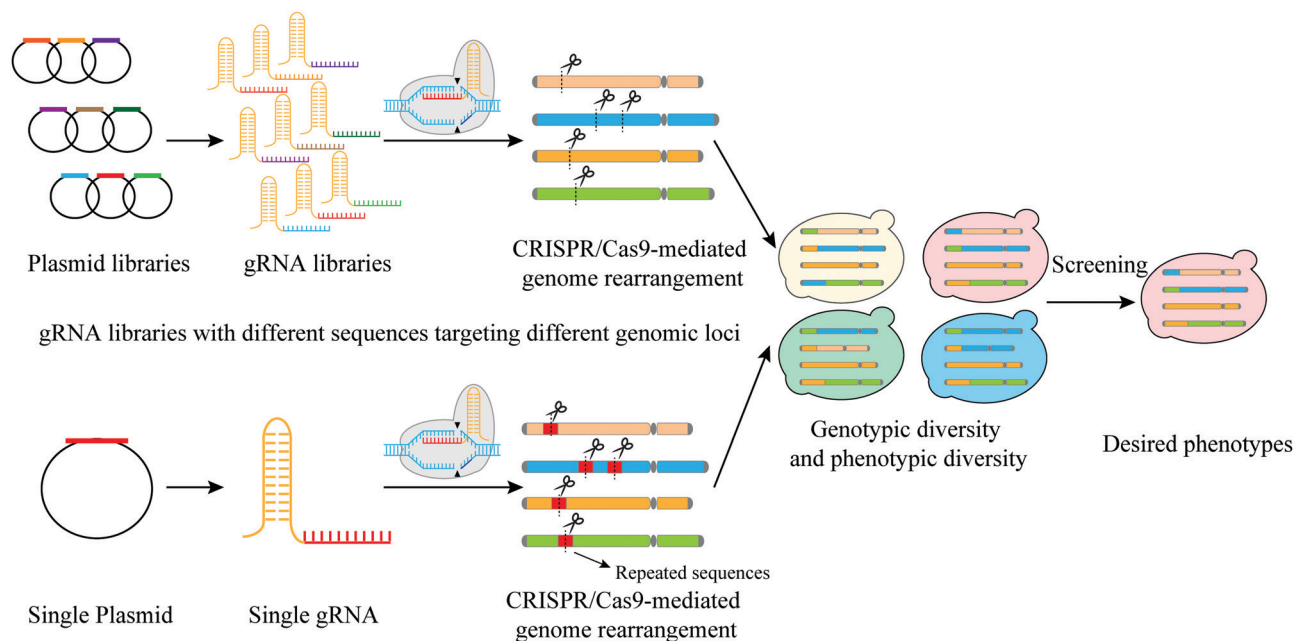 Plasmid libraries
gRNA libraries
CRISPR/Cas9-mediated
genome rearrangement
gRNA libraries with different sequences targeting different genomic loci
Screening
Genotypic diversity
and phenotypic diversity
Desired phenotypes
Repeated sequences
Single Plasmid
Single gRNA
CRISPR/Cas9-mediated
genome rearrangement